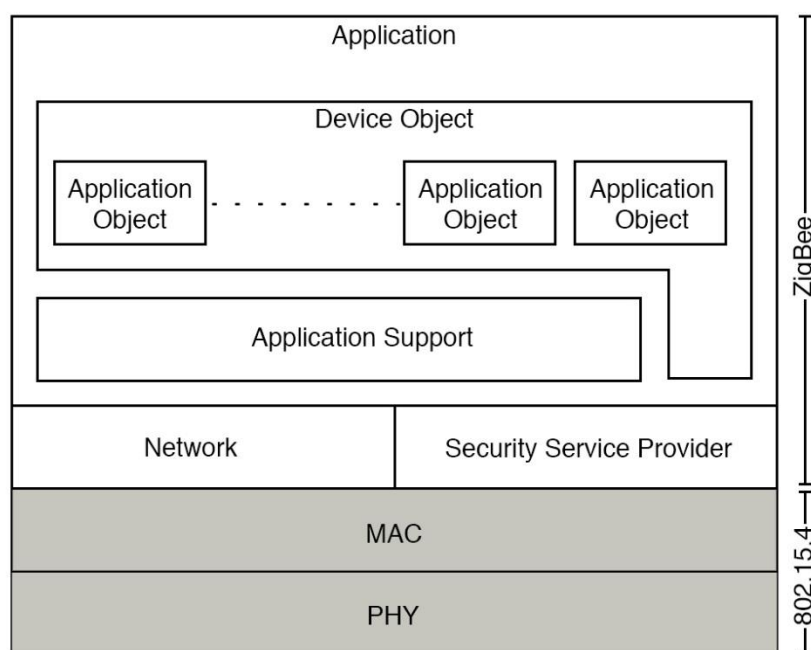 Application
Device Object
Application
Object
Application
Object
Application
Object
Application Support
Network
Security Service Provider
MAC
PHY
ZigBee
802.15.4